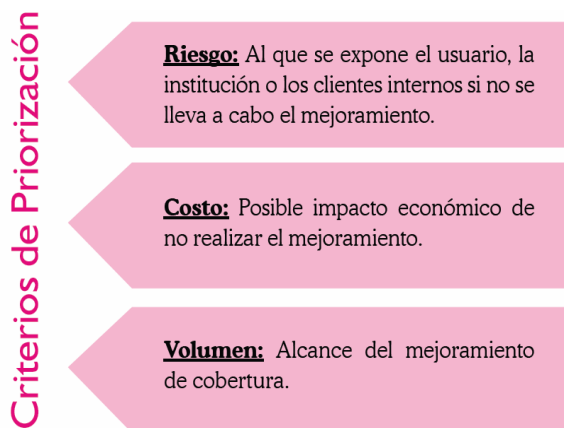 Criterios de Priorización
Riesgo: Al que se expone el usuario, la
institución o los clientes internos si no se
lleva a cabo el mejoramiento.
Costo: Posible impacto económico de
no realizar el mejoramiento.
Volumen: Alcance del mejoramiento
de cobertura.